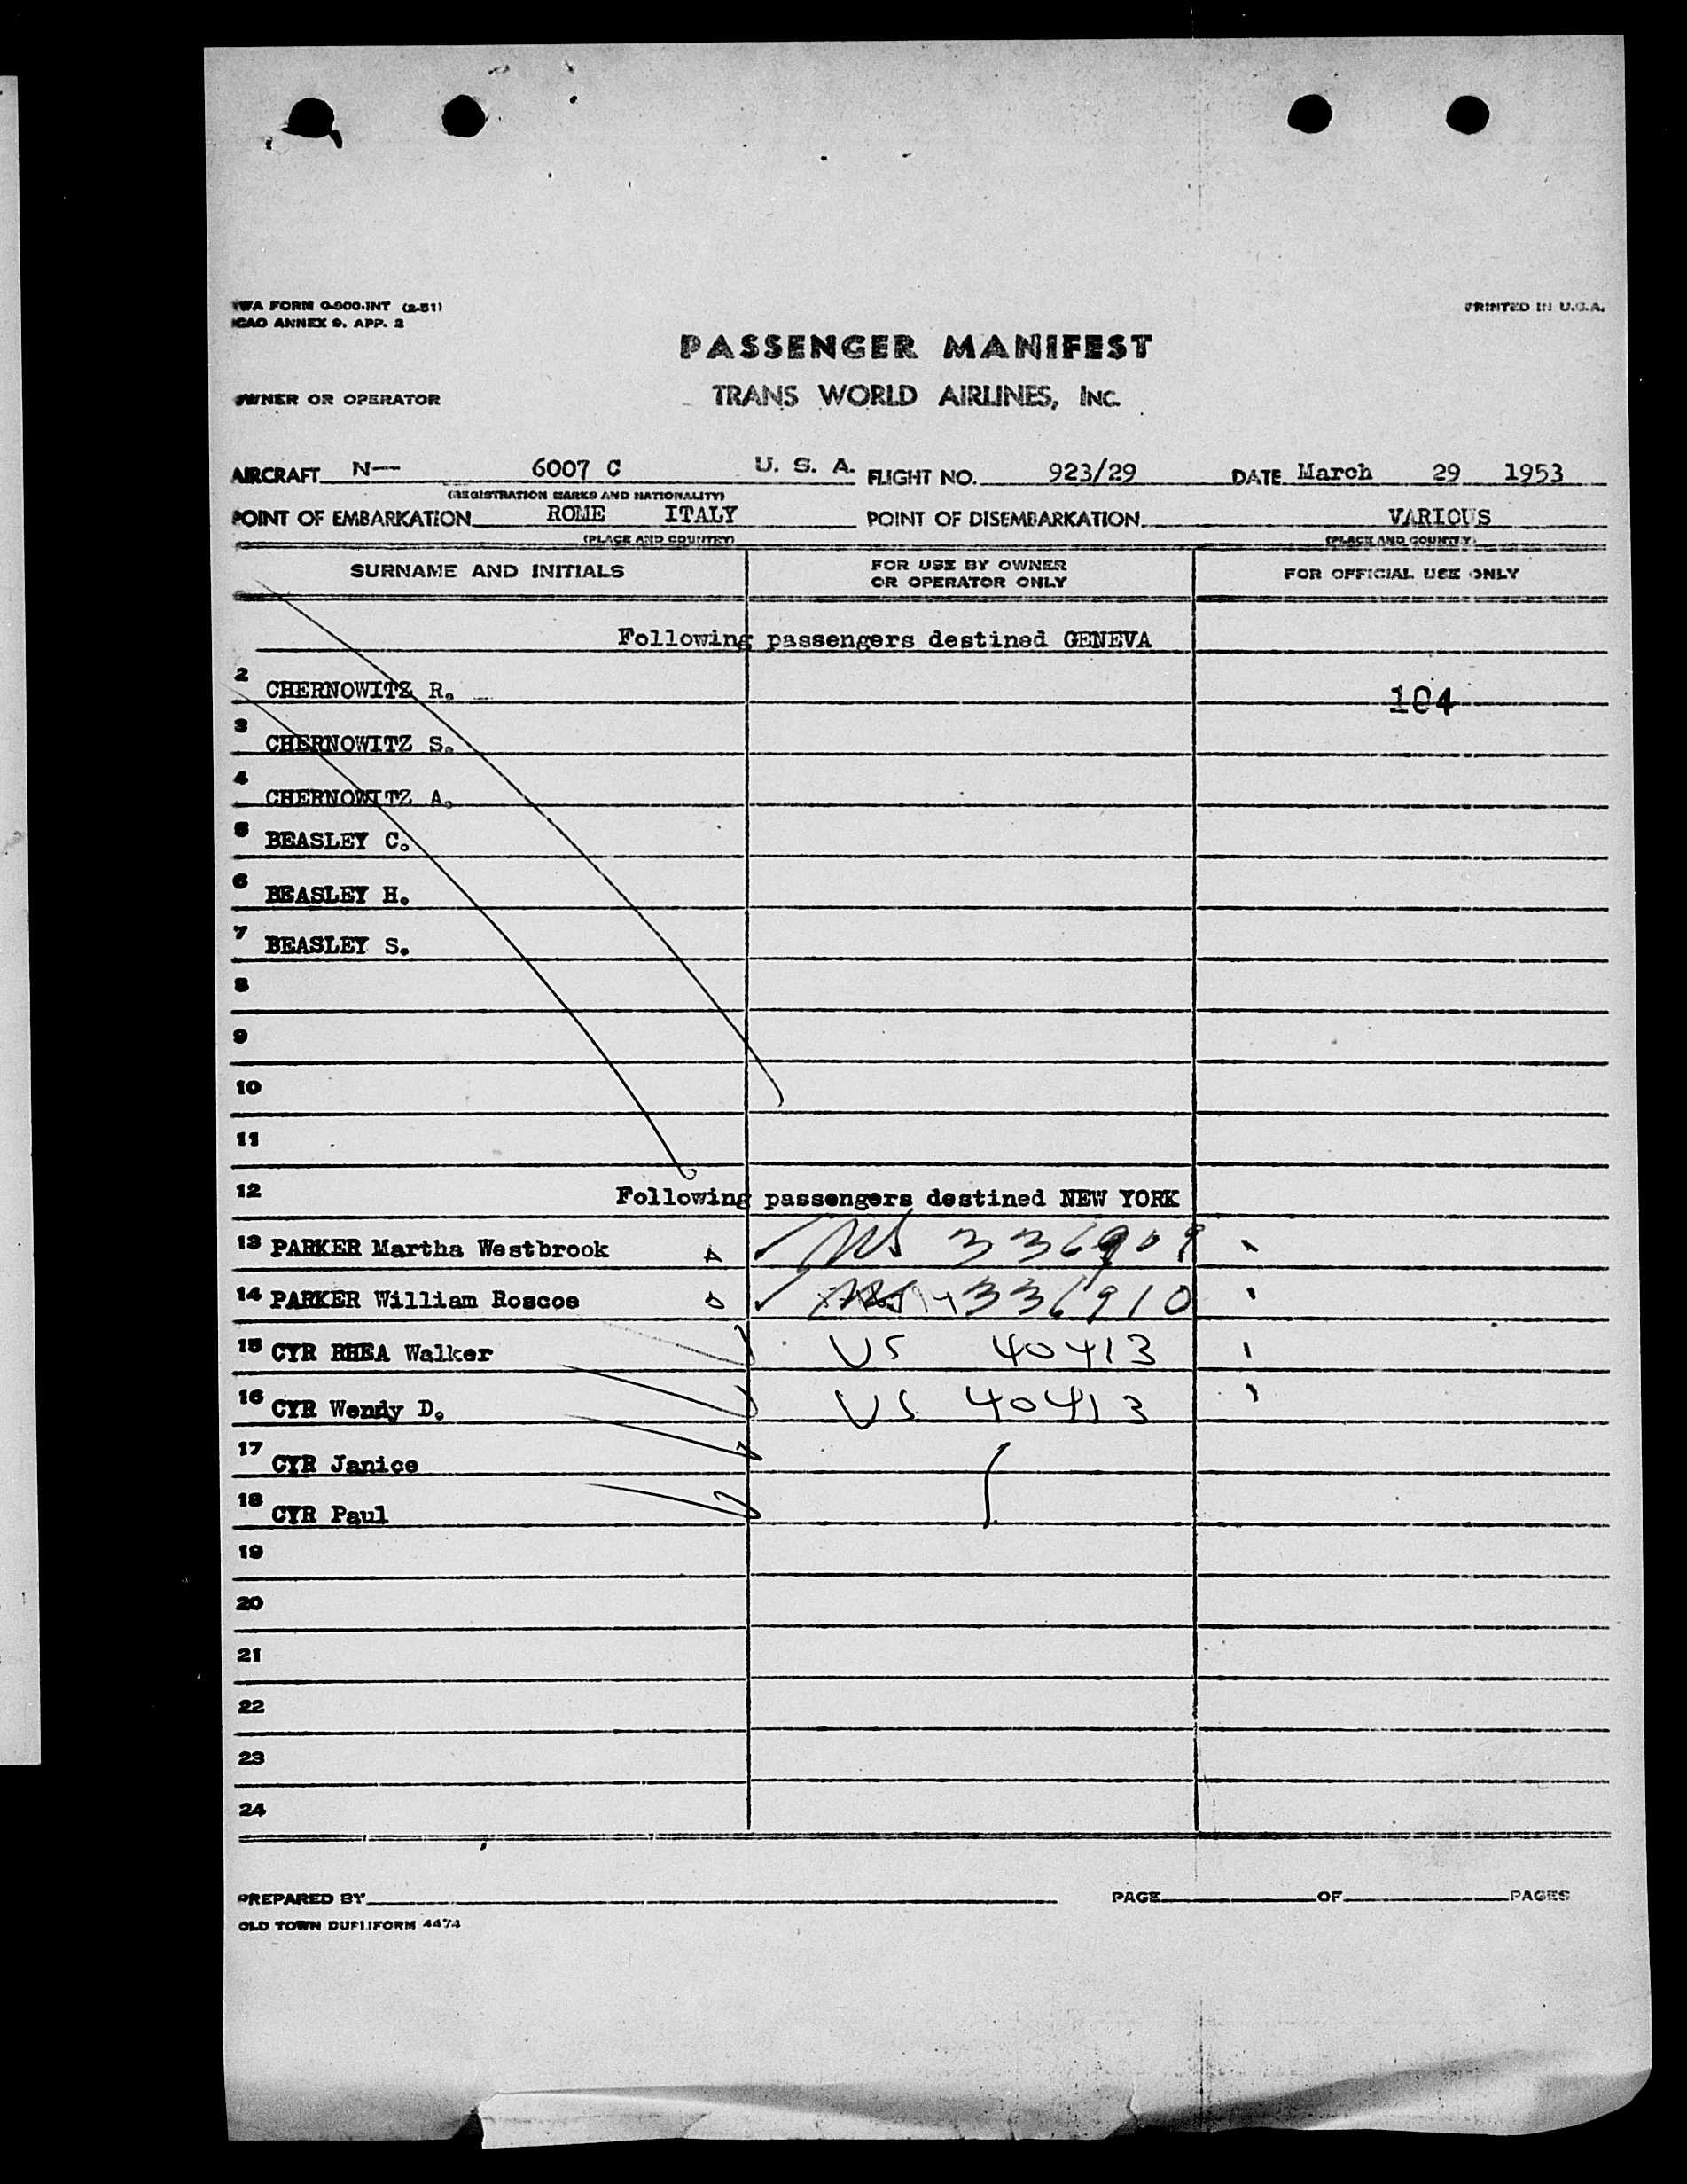 TWA FORM O-900-INT (2-51)
ICAO ANNEX 9. APP. 2
PRINTED IN U.S.A.
PASSENGER MANIFEST
OWNER OR OPERATOR
TRANS WORLD AIRLINES, INC.
AIRCRAFT N— 6007 C U. S. A. FLIGHT NO. 923/29 DATE March 29 1953
(REGISTRATION MARKS AND NATIONALITY)
POINT OF EMBARKATION ROME ITALY POINT OF DISEMBARKATION VARIOUS
(PLACE AND COUNTRY) (PLACE AND COUNTRY)
SURNAME AND INITIALS FOR USE BY OWNER OR OPERATOR ONLY FOR OFFICIAL USE ONLY
Following passengers destined GENEVA
2 CHERNOWITZ R. 104
3 CHERNOWITZ S.
4 CHERNOWITZ A.
5 BEASLEY C.
6 BEASLEY H.
7 BEASLEY S.
8
9
10
11
12 Following passengers destined NEW YORK
13 PARKER Martha Westbrook 336909
14 PARKER William Roscoe 336910
15 CYR RHEA Walker US 40413
16 CYR Wendy D. US 40413
17 CYR Janice
18 CYR Paul
19
20
21
22
23
24
PREPARED BY PAGE OF PAGES
OLD TOWN DUPLIFORM 4474